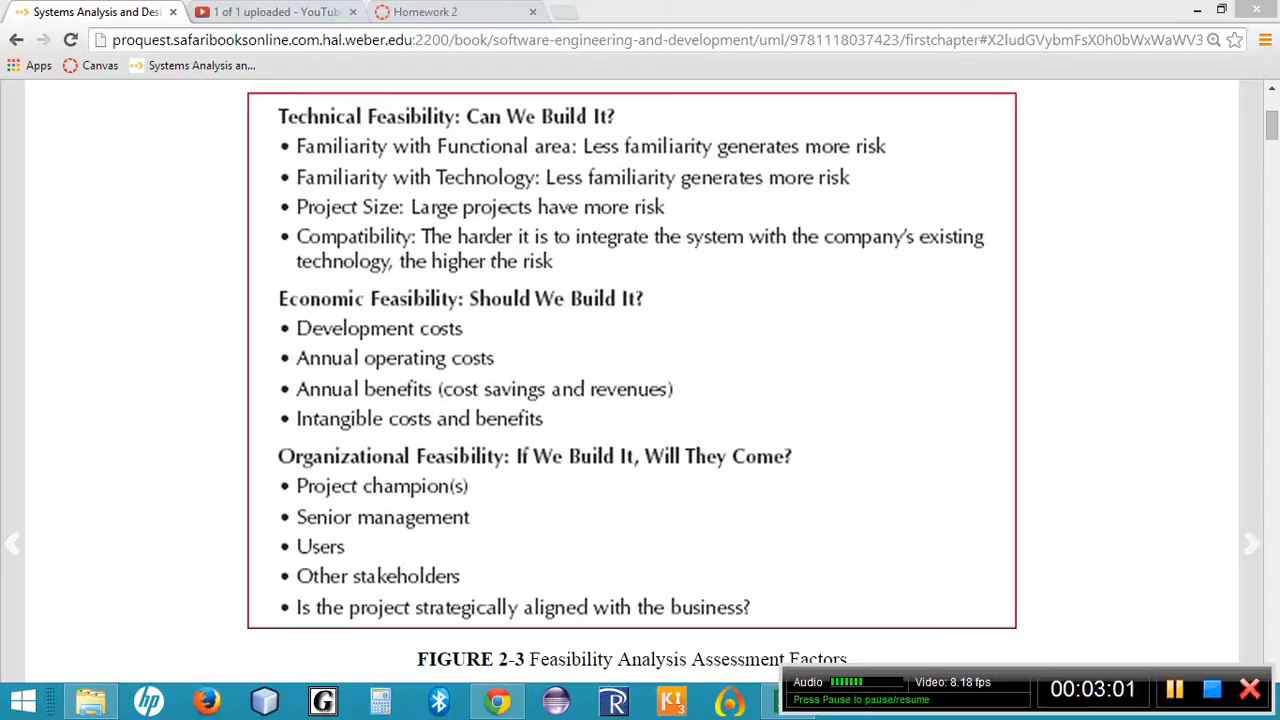 Systems Analysis and Desi
1 of 1 uploaded - YouTub
Homework 2
proquest.safaribooksonline.com.hal.weber.edu:2200/book/software-engineering-and-development/uml/9781118037423/firstchapter#X2ludGVybmFsX0h0bWxWaWV3
Apps
Canvas
Systems Analysis an...
Technical Feasibility: Can We Build It?
• Familiarity with Functional area: Less familiarity generates more risk
• Familiarity with Technology: Less familiarity generates more risk
• Project Size: Large projects have more risk
• Compatibility: The harder it is to integrate the system with the company's existing
technology, the higher the risk
Economic Feasibility: Should We Build It?
• Development costs
• Annual operating costs
• Annual benefits (cost savings and revenues)
• Intangible costs and benefits
Organizational Feasibility: If We Build It, Will They Come?
• Project champion(s)
• Senior management
• Users
• Other stakeholders
• Is the project strategically aligned with the business?
FIGURE 2-3 Feasibility Analysis Assessment Factors
Audio
Video: 8.18 fps
Press Pause to pause/resume
00:03:01
hp
G
R
K1
3